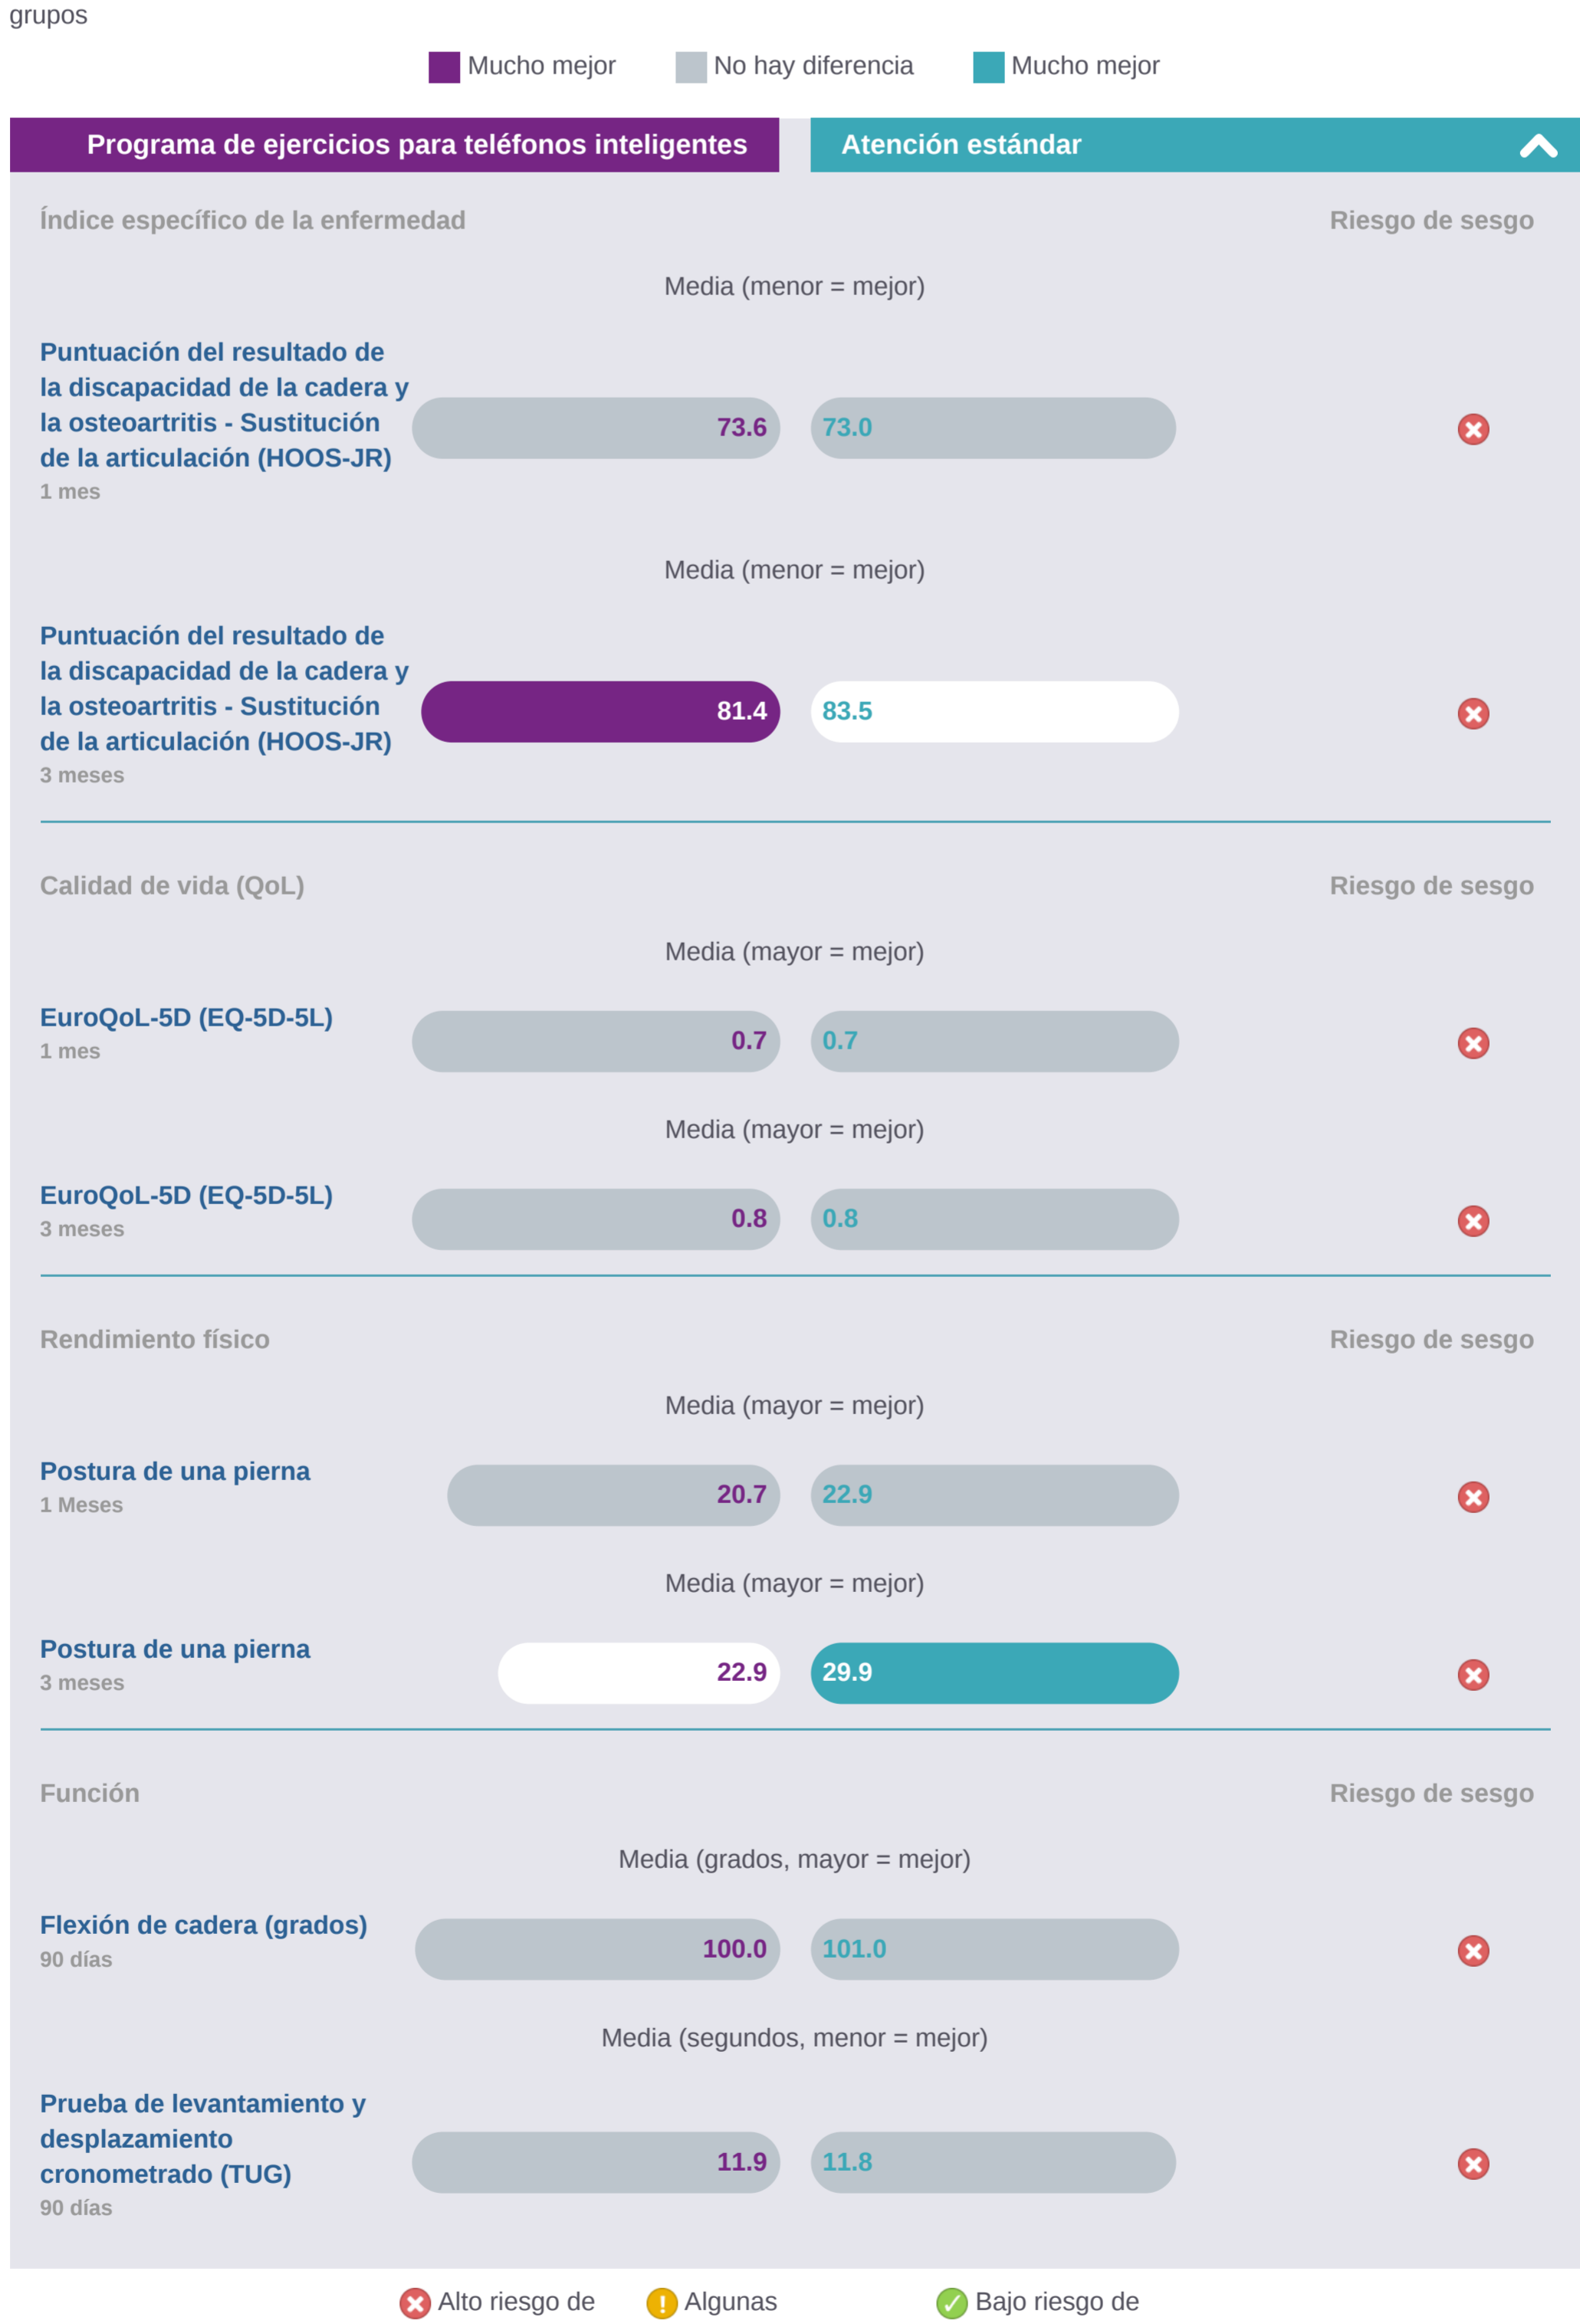 grupos
Mucho mejor No hay diferencia Mucho mejor
Programa de ejercicios para teléfonos inteligentes Atención estándar
Índice específico de la enfermedad Riesgo de sesgo
Media (menor = mejor)
Puntuación del resultado de
la discapacidad de la cadera y
la osteoartritis - Sustitución
de la articulación (HOOS-JR)
1 mes
73.6 73.0
Media (menor = mejor)
Puntuación del resultado de
la discapacidad de la cadera y
la osteoartritis - Sustitución
de la articulación (HOOS-JR)
3 meses
81.4 83.5
Calidad de vida (QoL) Riesgo de sesgo
Media (mayor = mejor)
EuroQoL-5D (EQ-5D-5L)
1 mes
0.7 0.7
Media (mayor = mejor)
EuroQoL-5D (EQ-5D-5L)
3 meses
0.8 0.8
Rendimiento físico Riesgo de sesgo
Media (mayor = mejor)
Postura de una pierna
1 Meses
20.7 22.9
Media (mayor = mejor)
Postura de una pierna
3 meses
22.9 29.9
Función Riesgo de sesgo
Media (grados, mayor = mejor)
Flexión de cadera (grados)
90 días
100.0 101.0
Media (segundos, menor = mejor)
Prueba de levantamiento y
desplazamiento
cronometrado (TUG)
90 días
11.9 11.8
Alto riesgo de Algunas Bajo riesgo de